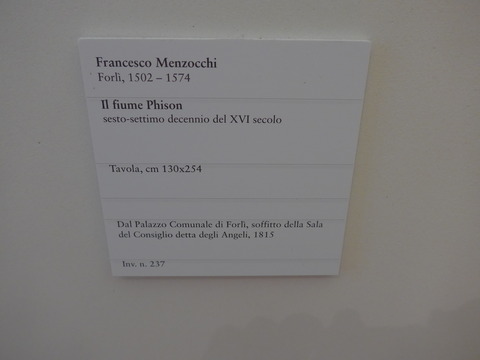 Francesco Menzocchi
Forlì, 1502 – 1574
Il fiume Phison
sesto-settimo decennio del XVI secolo
Tavola, cm 130x254
Dal Palazzo Comunale di Forlì, soffitto della Sala
del Consiglio detta degli Angeli, 1815
Inv. n. 237